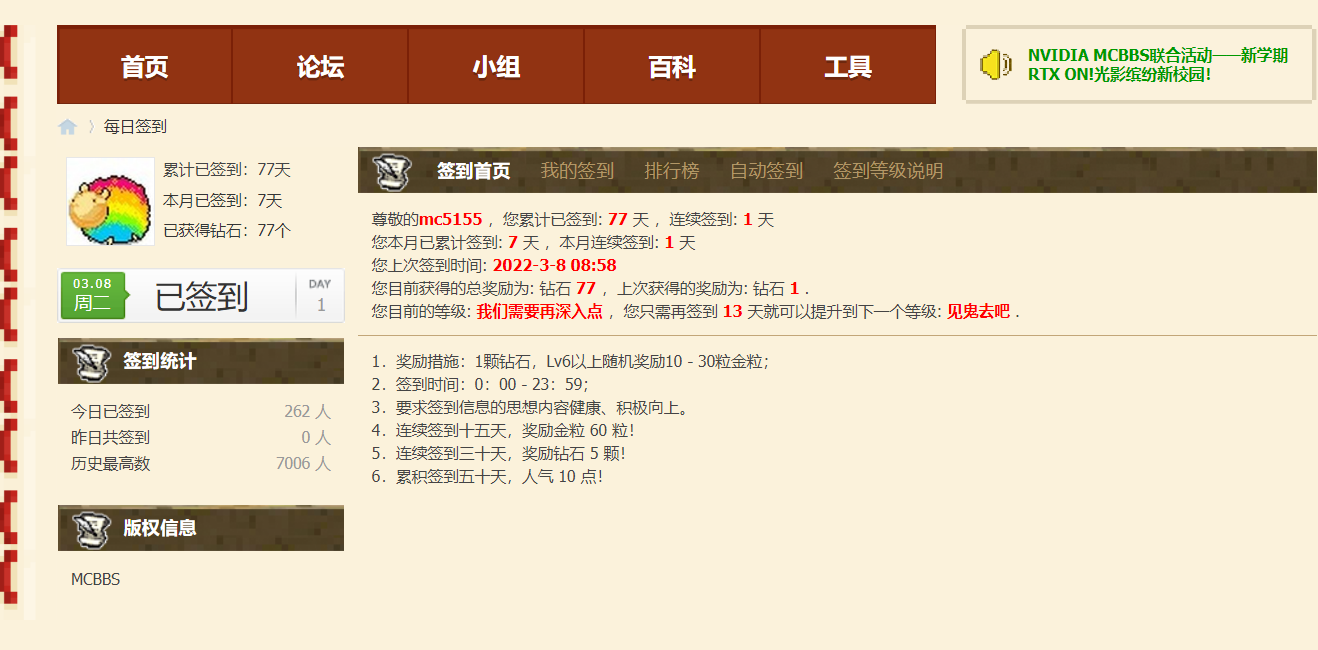 首页 论坛 小组 百科 工具
NVIDIA MCBBS联合活动——新学期
RTX ON!光影缤纷新校园!
〉每日签到
累计已签到：77天
本月已签到：7天
已获得钻石：77个
03.08
周二
已签到
DAY
1
签到统计
今日已签到 262 人
昨日共签到 0 人
历史最高数 7006 人
版权信息
MCBBS
签到首页 我的签到 排行榜 自动签到 签到等级说明
尊敬的mc5155 ，您累计已签到: 77 天 ，连续签到: 1 天
您本月已累计签到: 7 天 ，本月连续签到: 1 天
您上次签到时间: 2022-3-8 08:58
您目前获得的总奖励为: 钻石 77 ，上次获得的奖励为: 钻石 1 .
您目前的等级: 我们需要再深入点 ，您只需再签到 13 天就可以提升到下一个等级: 见鬼去吧 .
1．奖励措施：1颗钻石，Lv6以上随机奖励10 - 30粒金粒；
2．签到时间：0：00 - 23：59；
3．要求签到信息的思想内容健康、积极向上。
4．连续签到十五天，奖励金粒 60 粒！
5．连续签到三十天，奖励钻石 5 颗！
6．累积签到五十天，人气 10 点！